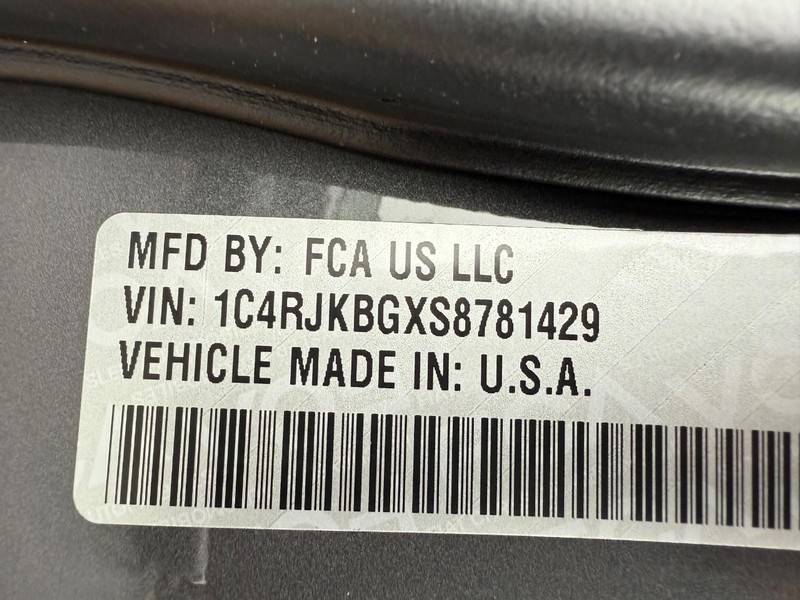 MFD BY: FCA US LLC
VIN: 1C4RJKBGXS8781429
VEHICLE MADE IN: U.S.A.